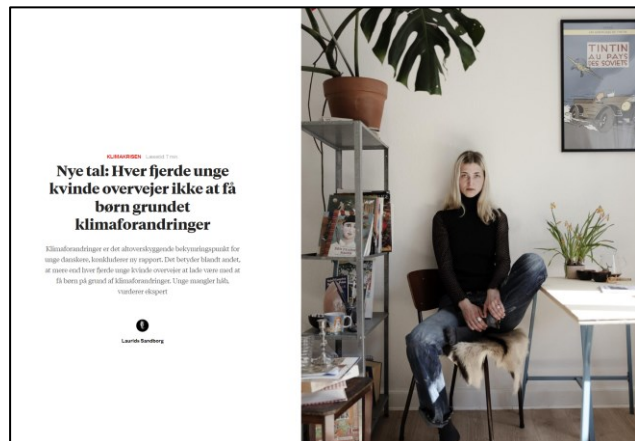 KLIMAKRISEN
Nye tal: Hver fjerde unge
kvinde overvejer ikke at få
børn grundet
klimaforandringer
Klimaforandringer er det altoverskyggende bekymringspunkt for
unge danskere, konkluderer ny rapport. Det betyder blandt andet,
at mere end hver fjerde unge kvinde overvejer at lade være med at
få børn på grund af klimaforandringer. Unge mangler håb,
vurderer ekspert
Laurids Sandborg
TINTIN
AU PAYS
DES SOVIETS